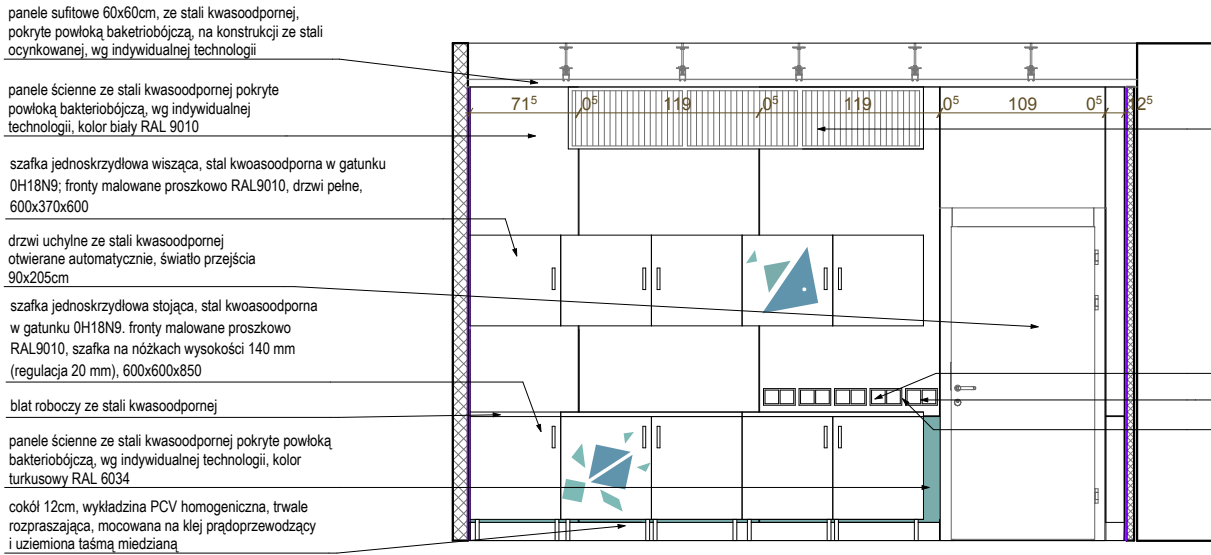 panele sufitowe 60x60cm, ze stali kwasoodpornej,
pokryte powłoką baketriobójczą, na konstrukcji ze stali
ocynkowanej, wg indywidualnej technologii
panele ścienne ze stali kwasoodpornej pokryte
powłoką bakteriobójczą, wg indywidualnej
technologii, kolor biały RAL 9010
szafka jednoskrzydłowa wisząca, stal kwoasoodporna w gatunku
0H18N9; fronty malowane proszkowo RAL9010, drzwi pełne,
600x370x600
drzwi uchylne ze stali kwasoodpornej
otwierane automatycznie, światło przejścia
90x205cm
szafka jednoskrzydłowa stojąca, stal kwoasoodporna
w gatunku 0H18N9. fronty malowane proszkowo
RAL9010, szafka na nóżkach wysokości 140 mm
(regulacja 20 mm), 600x600x850
blat roboczy ze stali kwasoodpornej
panele ścienne ze stali kwasoodpornej pokryte powłoką
bakteriobójczą, wg indywidualnej technologii, kolor
turkusowy RAL 6034
cokół 12cm, wykładzina PCV homogeniczna, trwale
rozpraszająca, mocowana na klej prądoprzewodzący
i uziemiona taśmą miedzianą
71⁵ 0⁵ 119 0⁵ 119 0⁵ 109 0⁵ 12⁵